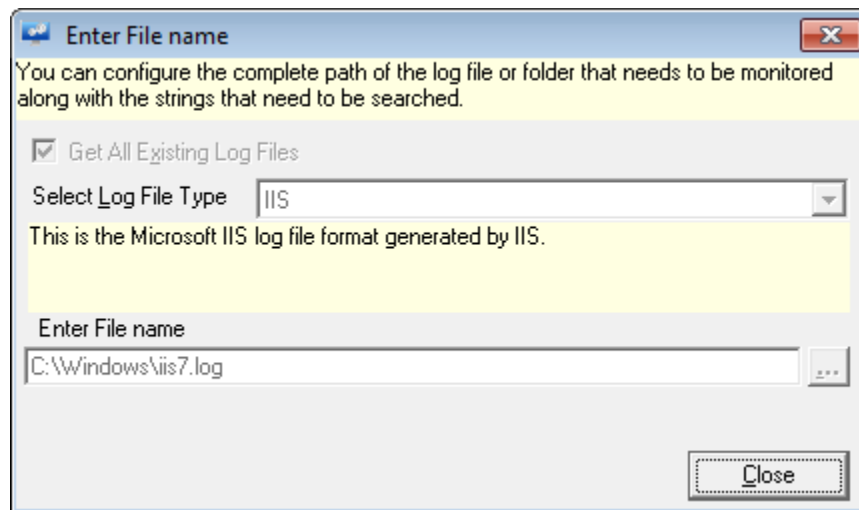 Enter File name
You can configure the complete path of the log file or folder that needs to be monitored
along with the strings that need to be searched.
Get All Existing Log Files
Select Log File Type IIS
This is the Microsoft IIS log file format generated by IIS.
Enter File name
C:\Windows\iis7.log ...
Close